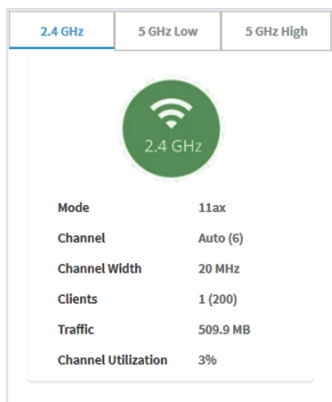 2.4 GHz 5 GHz Low 5 GHz High
2.4 GHz
Mode 11ax
Channel Auto (6)
Channel Width 20 MHz
Clients 1 (200)
Traffic 509.9 MB
Channel Utilization 3%